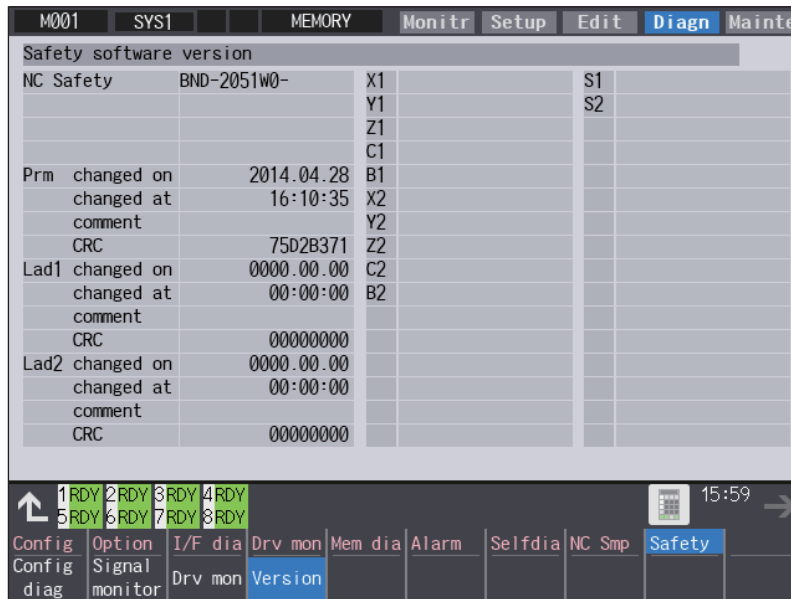 M001 SYS1 MEMORY Monitr Setup Edit Diagn Mainte
Safety software version
NC Safety BND-2051W0- X1 S1
Y1 S2
Z1
C1
Prm changed on 2014.04.28 B1
changed at 16:10:35 X2
comment Y2
CRC 75D2B371 Z2
Lad1 changed on 0000.00.00 C2
changed at 00:00:00 B2
comment
CRC 00000000
Lad2 changed on 0000.00.00
changed at 00:00:00
comment
CRC 00000000
1RDY 2RDY 3RDY 4RDY 15:59
5RDY 6RDY 7RDY 8RDY
Config Option I/F dia Drv mon Mem dia Alarm Selfdia NC Smp Safety
Config Signal
diag monitor Drv mon Version